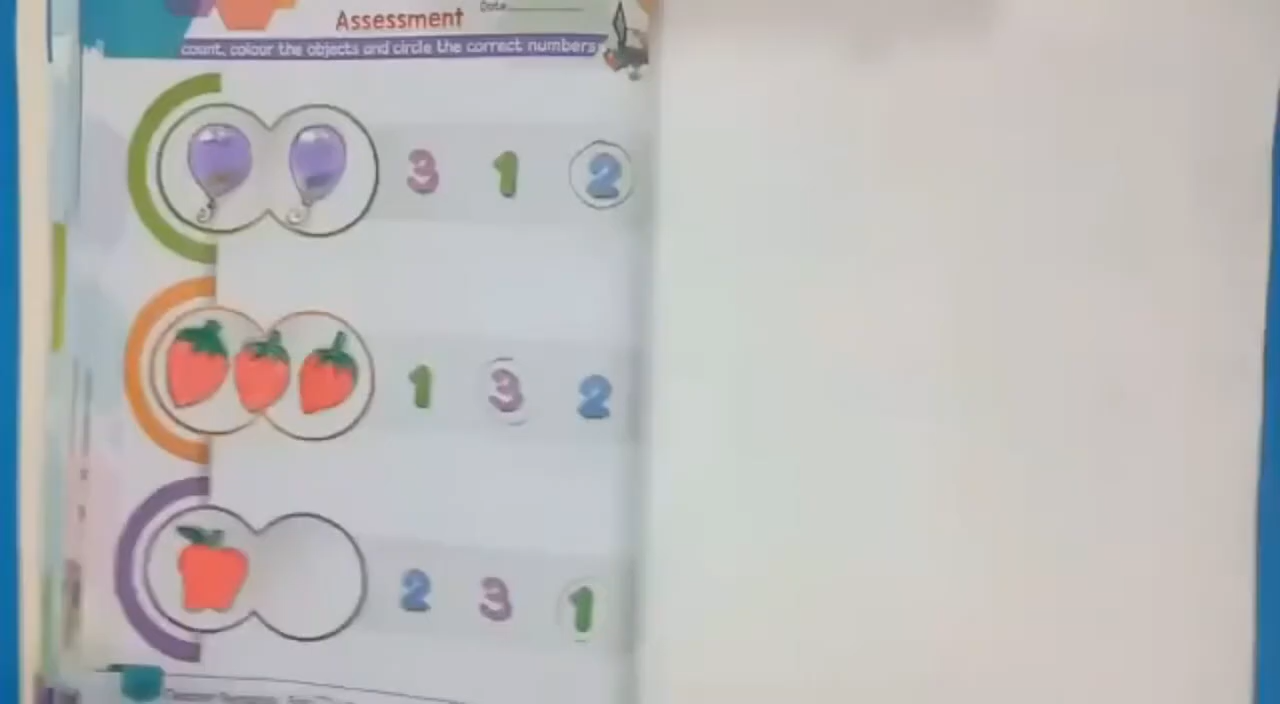 Date
Assessment
count, colour the objects and circle the correct numbers
3 1 2
1 3 2
2 3 1